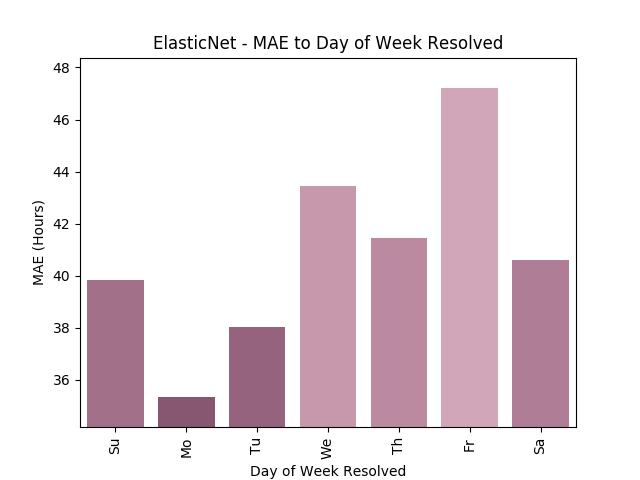 ElasticNet - MAE to Day of Week Resolved
48
46
44
42
40
38
36
MAE (Hours)
Su
Mo
Tu
We
Th
Fr
Sa
Day of Week Resolved